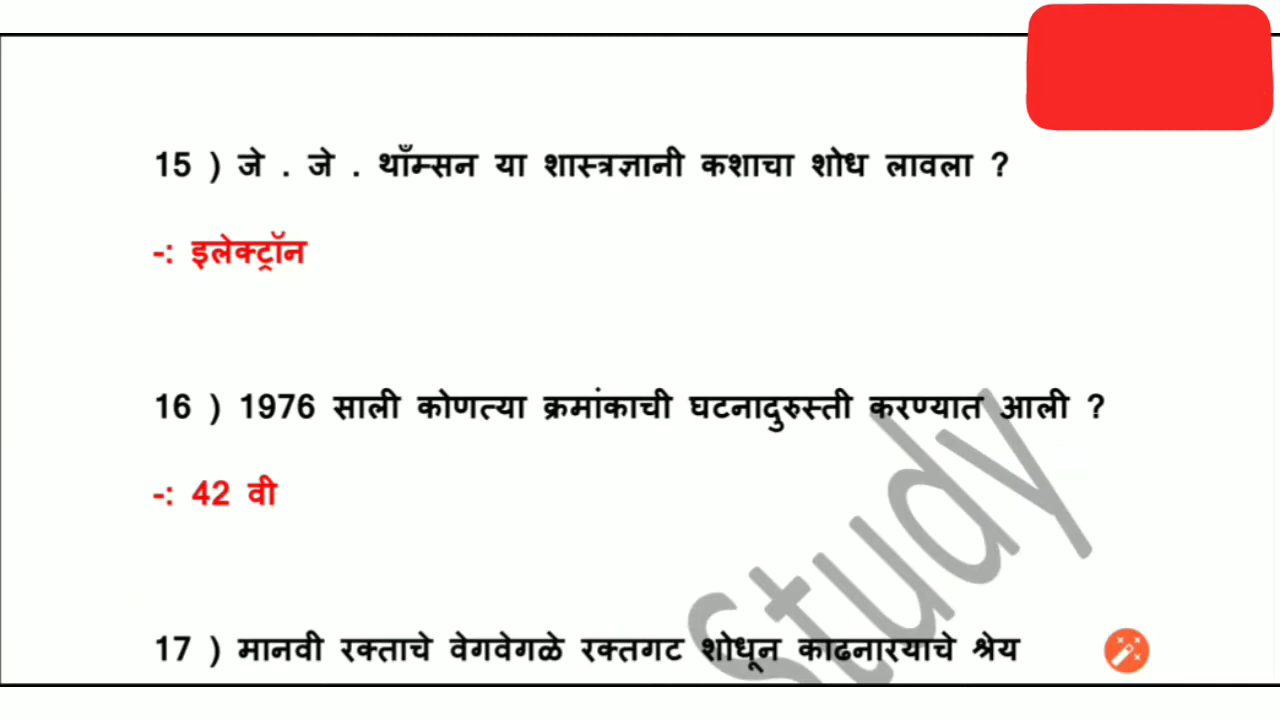 15 ) जे . जे . थाँम्सन या शास्त्रज्ञानी कशाचा शोध लावला ?
-: इलेक्ट्रॉन
16 ) 1976 साली कोणत्या क्रमांकाची घटनादुरुस्ती करण्यात आली ?
-: 42 वी
17 ) मानवी रक्ताचे वेगवेगळे रक्तगट शोधून काढनारयाचे श्रेय
Study